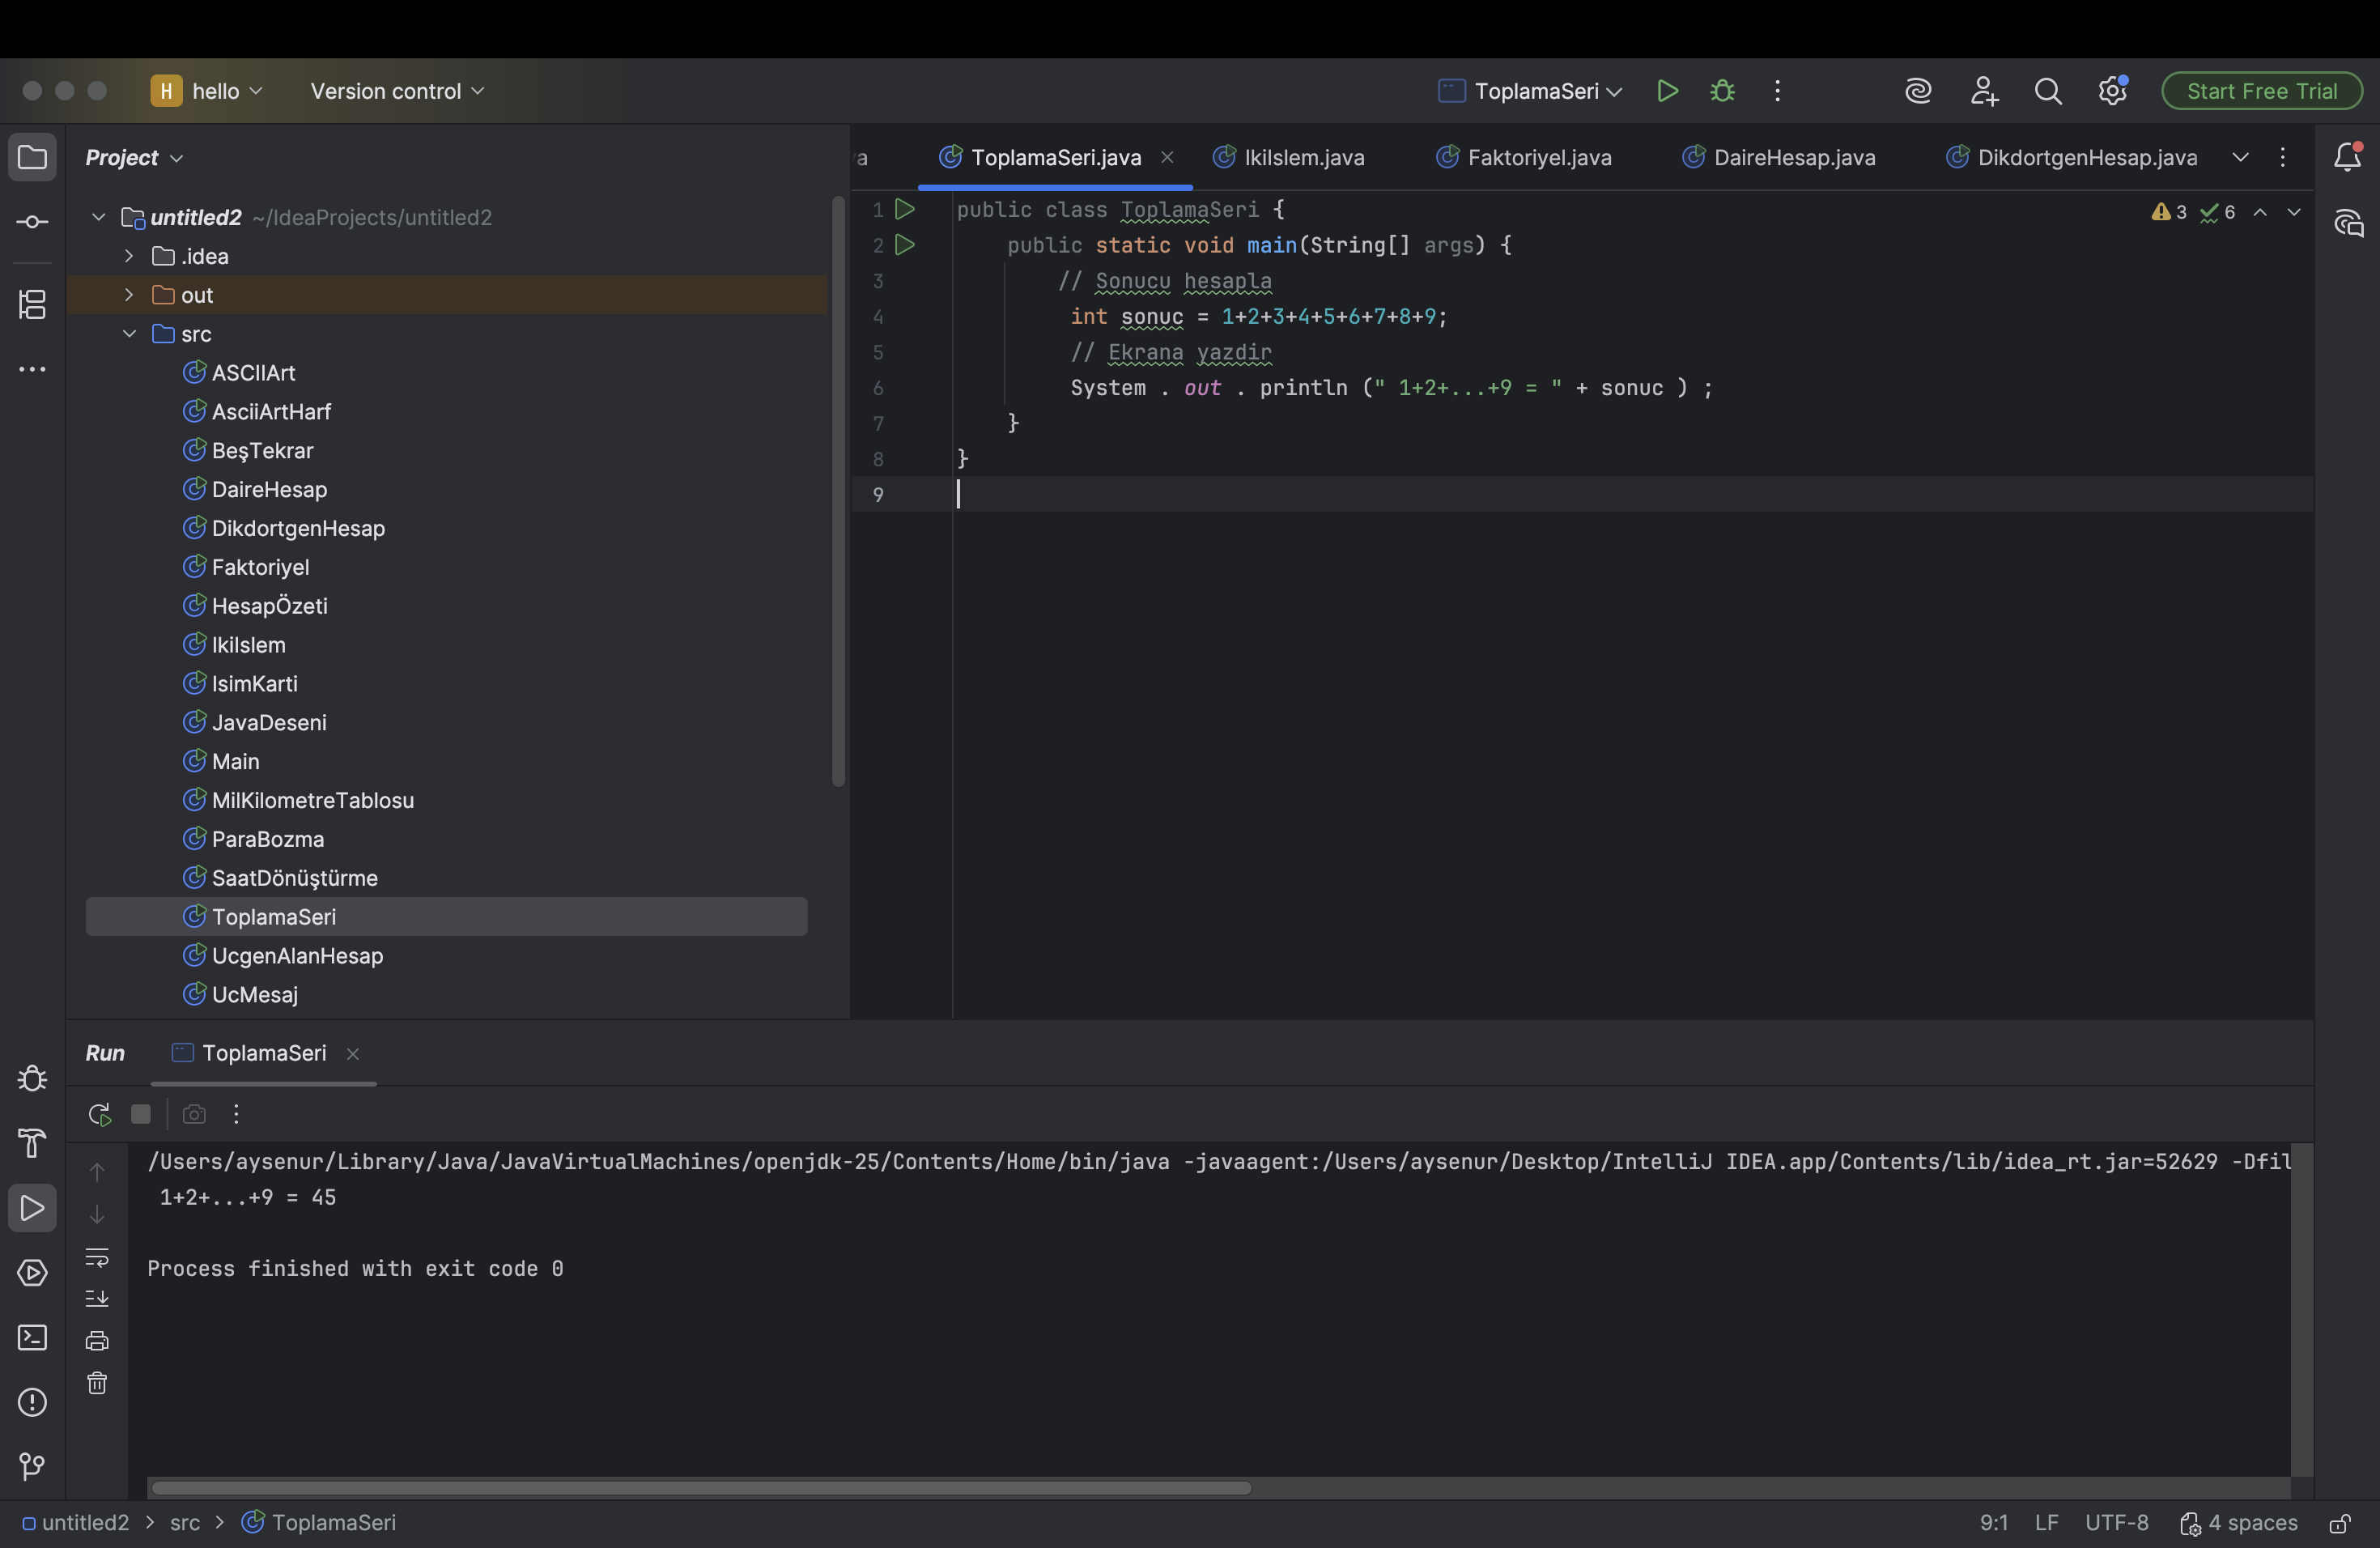 H hello Version control ToplamaSeri Start Free Trial
Project
a ToplamaSeri.java IkiIslem.java Faktoriyel.java DaireHesap.java DikdortgenHesap.java
untitled2 ~/IdeaProjects/untitled2
.idea
out
src
ASCIIArt
AsciiArtHarf
BeşTekrar
DaireHesap
DikdortgenHesap
Faktoriyel
HesapÖzeti
IkiIslem
IsimKarti
JavaDeseni
Main
MilKilometreTablosu
ParaBozma
SaatDönüştürme
ToplamaSeri
UcgenAlanHesap
UcMesaj
3 6
1 public class ToplamaSeri {
2 public static void main(String[] args) {
3 // Sonucu hesapla
4 int sonuc = 1+2+3+4+5+6+7+8+9;
5 // Ekrana yazdir
6 System . out . println (" 1+2+...+9 = " + sonuc ) ;
7 }
8 }
9
Run ToplamaSeri
/Users/aysenur/Library/Java/JavaVirtualMachines/openjdk-25/Contents/Home/bin/java -javaagent:/Users/aysenur/Desktop/IntelliJ IDEA.app/Contents/lib/idea_rt.jar=52629 -Dfil
1+2+...+9 = 45
Process finished with exit code 0
untitled2 > src > ToplamaSeri 9:1 LF UTF-8 4 spaces